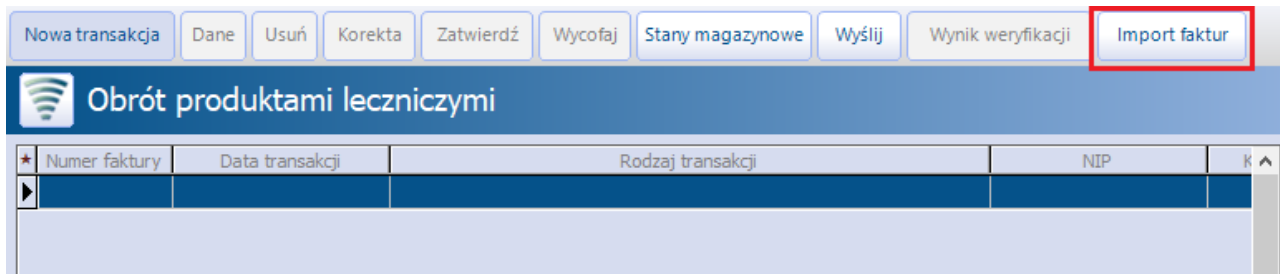 Nowa transakcja Dane Usuń Korekta Zatwierdź Wycofaj Stany magazynowe Wyślij Wynik weryfikacji Import faktur
Obrót produktami leczniczymi
* Numer faktury Data transakcji Rodzaj transakcji NIP